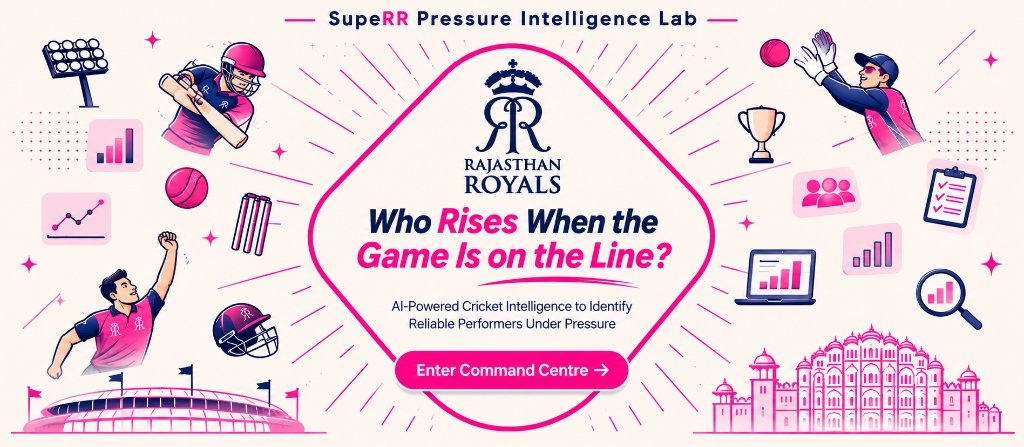 SupeRR Pressure Intelligence Lab
RAJASTHAN
ROYALS
Who Rises When the
Game Is on the Line?
AI-Powered Cricket Intelligence to Identify
Reliable Performers Under Pressure
Enter Command Centre →